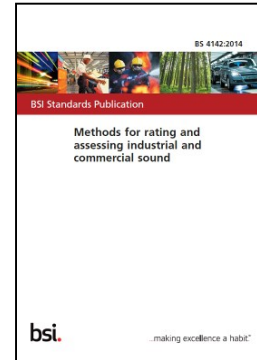 BS 4142:2014
BSI Standards Publication
Methods for rating and
assessing industrial and
commercial sound
bsi.
...making excellence a habit.™